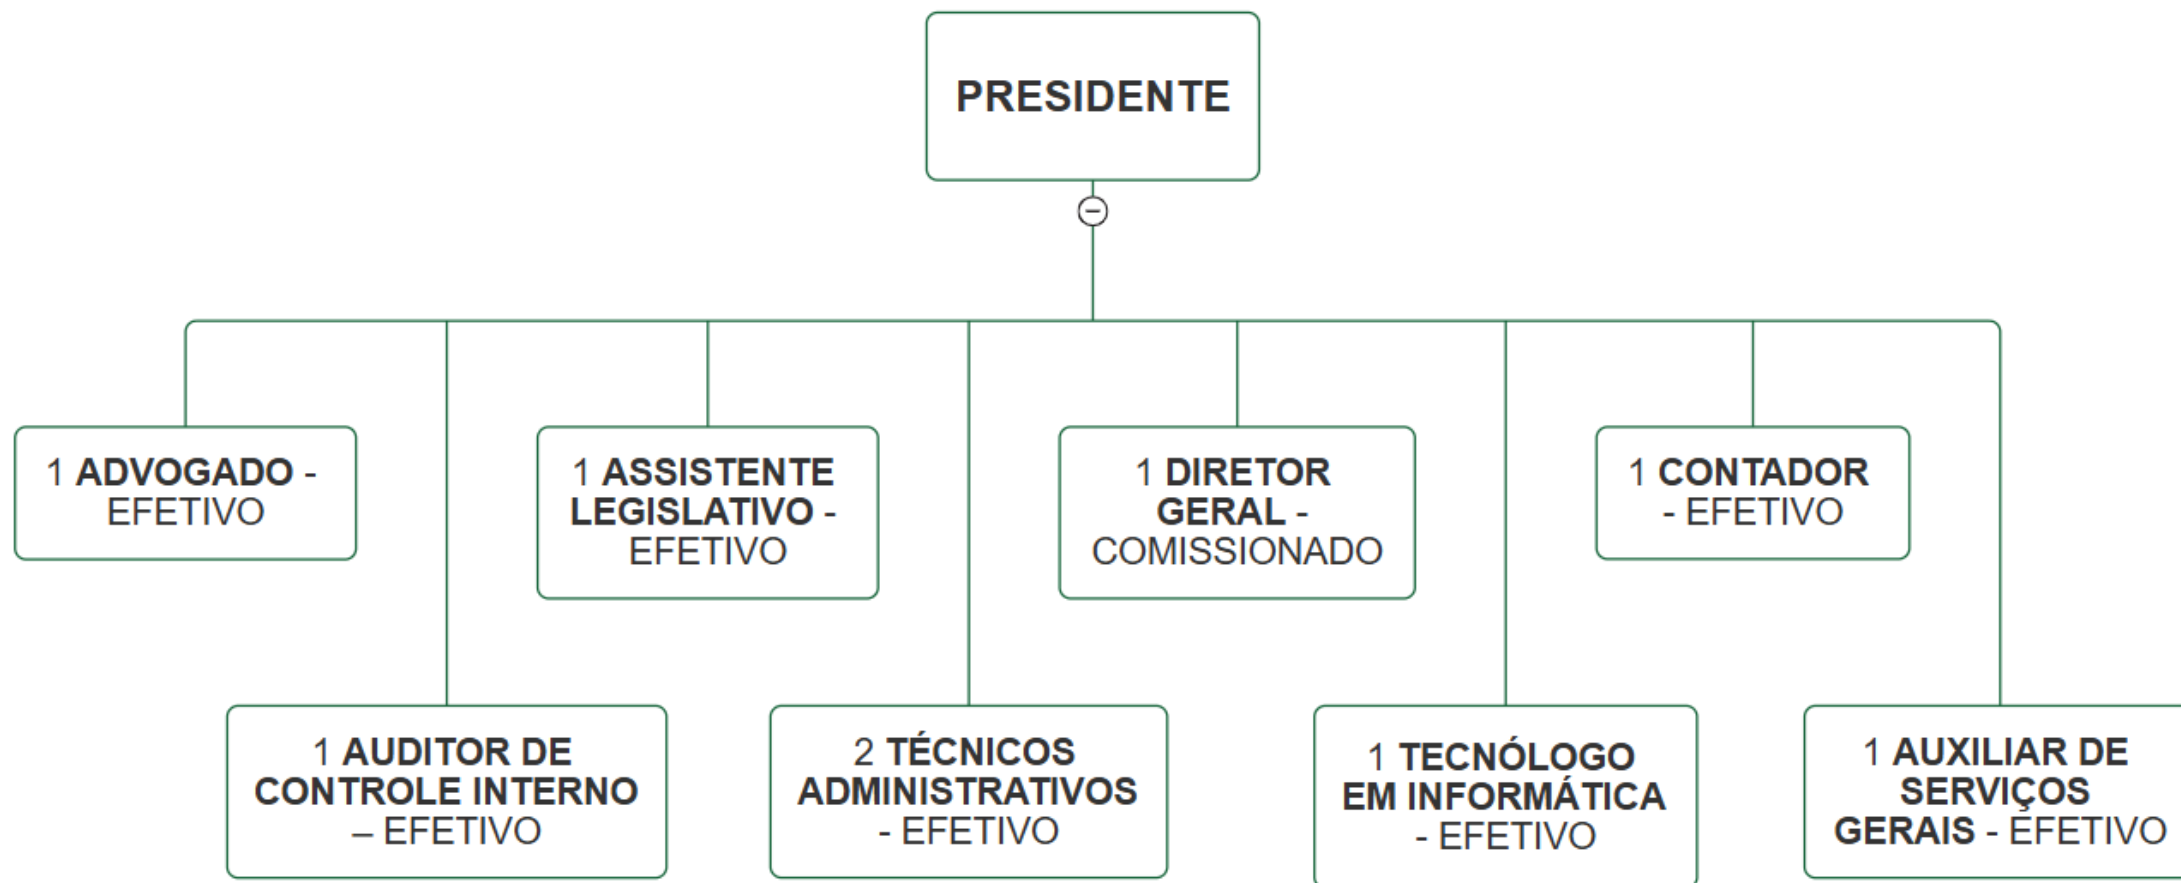 PRESIDENTE
1 ADVOGADO -
EFETIVO
1 ASSISTENTE
LEGISLATIVO -
EFETIVO
1 DIRETOR
GERAL -
COMISSIONADO
1 CONTADOR
- EFETIVO
1 AUDITOR DE
CONTROLE INTERNO
– EFETIVO
2 TÉCNICOS
ADMINISTRATIVOS
- EFETIVO
1 TECNÓLOGO
EM INFORMÁTICA
- EFETIVO
1 AUXILIAR DE
SERVIÇOS
GERAIS - EFETIVO